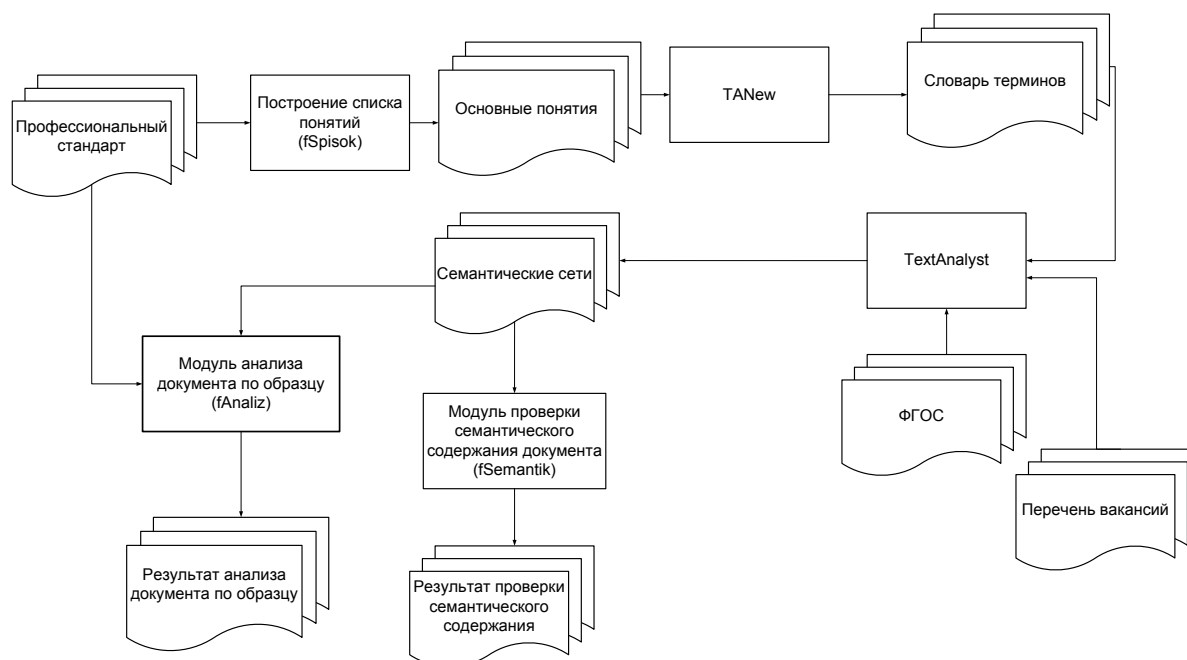 Профессиональный
стандарт
Построение списка
понятий
(fSpisok)
Основные понятия
TANew
Словарь терминов
Семантические сети
TextAnalyst
Модуль анализа
документа по образцу
(fAnaliz)
Модуль проверки
семантического
содержания документа
(fSemantik)
ФГОС
Перечень вакансий
Результат анализа
документа по образцу
Результат проверки
семантического
содержания